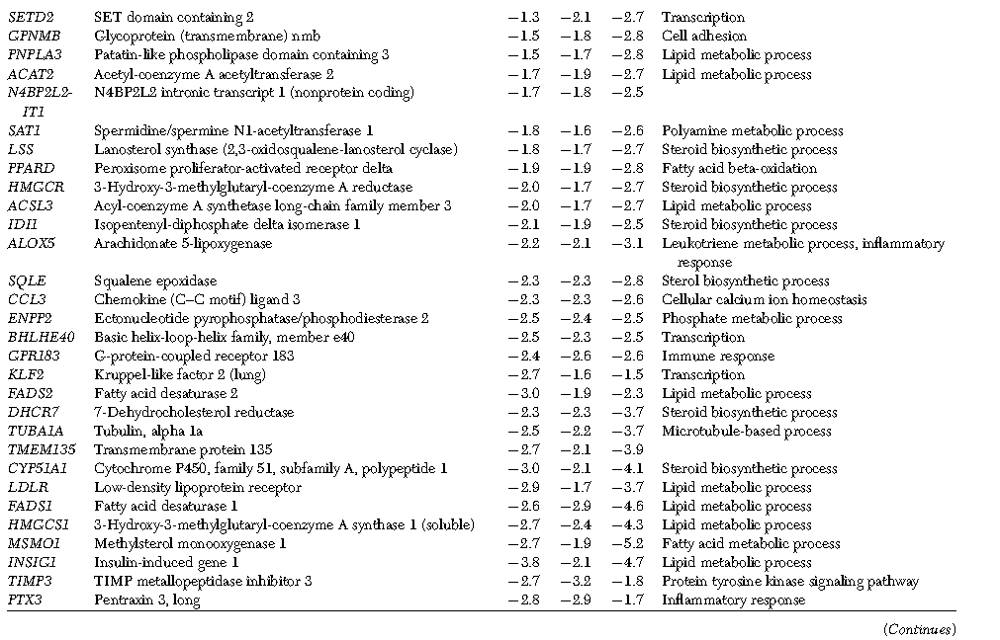 SETD2 SET domain containing 2 −1.3 −2.1 −2.7 Transcription
GPNMB Glycoprotein (transmembrane) nmb −1.5 −1.8 −2.8 Cell adhesion
PNPLA3 Patatin-like phospholipase domain containing 3 −1.5 −1.7 −2.8 Lipid metabolic process
ACAT2 Acetyl-coenzyme A acetyltransferase 2 −1.7 −1.9 −2.7 Lipid metabolic process
N4BP2L2- N4BP2L2 intronic transcript 1 (nonprotein coding) −1.7 −1.8 −2.5
IT1
SAT1 Spermidine/spermine N1-acetyltransferase 1 −1.8 −1.6 −2.6 Polyamine metabolic process
LSS Lanosterol synthase (2,3-oxidosqualene-lanosterol cyclase) −1.8 −1.7 −2.7 Steroid biosynthetic process
PPARD Peroxisome proliferator-activated receptor delta −1.9 −1.9 −2.8 Fatty acid beta-oxidation
HMGCR 3-Hydroxy-3-methylglutaryl-coenzyme A reductase −2.0 −1.7 −2.7 Steroid biosynthetic process
ACSL3 Acyl-coenzyme A synthetase long-chain family member 3 −2.0 −1.7 −2.7 Lipid metabolic process
IDI1 Isopentenyl-diphosphate delta isomerase 1 −2.1 −1.9 −2.5 Steroid biosynthetic process
ALOX5 Arachidonate 5-lipoxygenase −2.2 −2.1 −3.1 Leukotriene metabolic process, inflammatory
response
SQLE Squalene epoxidase −2.3 −2.3 −2.8 Sterol biosynthetic process
CCL3 Chemokine (C–C motif) ligand 3 −2.3 −2.3 −2.6 Cellular calcium ion homeostasis
ENPP2 Ectonucleotide pyrophosphatase/phosphodiesterase 2 −2.5 −2.4 −2.5 Phosphate metabolic process
BHLHE40 Basic helix-loop-helix family, member e40 −2.5 −2.3 −2.5 Transcription
GPR183 G-protein-coupled receptor 183 −2.4 −2.6 −2.6 Immune response
KLF2 Kruppel-like factor 2 (lung) −2.7 −1.6 −1.5 Transcription
FADS2 Fatty acid desaturase 2 −3.0 −1.9 −2.3 Lipid metabolic process
DHCR7 7-Dehydrocholesterol reductase −2.3 −2.3 −3.7 Steroid biosynthetic process
TUBA1A Tubulin, alpha 1a −2.5 −2.2 −3.7 Microtubule-based process
TMEM135 Transmembrane protein 135 −2.7 −2.1 −3.9
CYP51A1 Cytochrome P450, family 51, subfamily A, polypeptide 1 −3.0 −2.1 −4.1 Steroid biosynthetic process
LDLR Low-density lipoprotein receptor −2.9 −1.7 −3.7 Lipid metabolic process
FADS1 Fatty acid desaturase 1 −2.6 −2.9 −4.6 Lipid metabolic process
HMGCS1 3-Hydroxy-3-methylglutaryl-coenzyme A synthase 1 (soluble) −2.7 −2.4 −4.3 Lipid metabolic process
MSMO1 Methylsterol monooxygenase 1 −2.7 −1.9 −5.2 Fatty acid metabolic process
INSIG1 Insulin-induced gene 1 −3.8 −2.1 −4.7 Lipid metabolic process
TIMP3 TIMP metallopeptidase inhibitor 3 −2.7 −3.2 −1.8 Protein tyrosine kinase signaling pathway
PTX3 Pentraxin 3, long −2.8 −2.9 −1.7 Inflammatory response
(Continues)